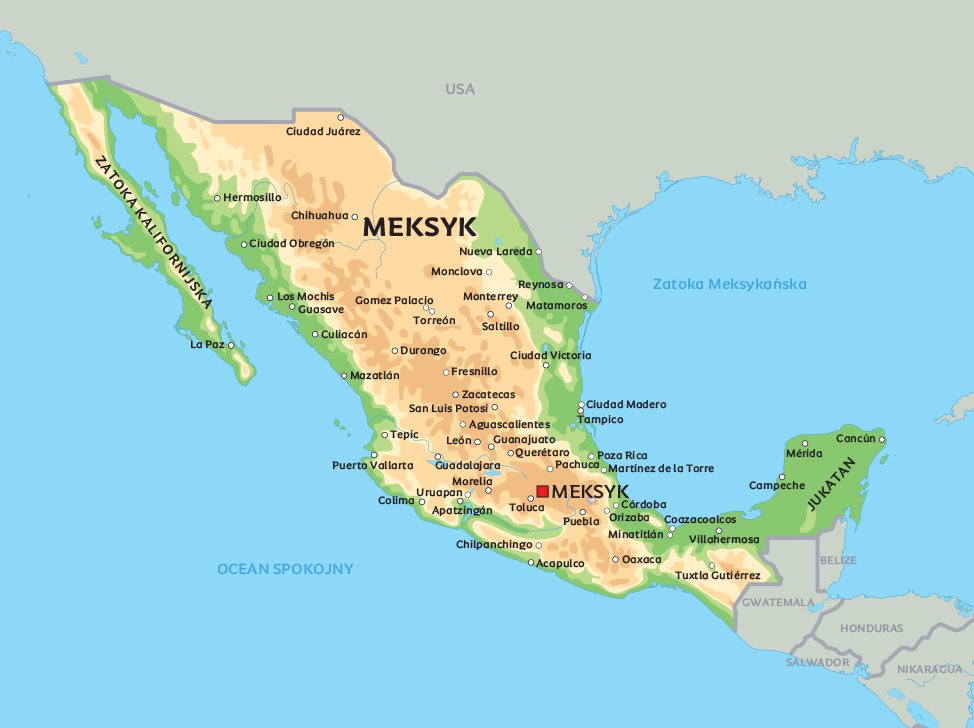 USA
Ciudad Juárez
ZATOKA KALIFORNIJSKA
Hermosillo
Chihuahua
MEKSYK
Ciudad Obregón
Nueva Lareda
Monclova
Zatoka Meksykańska
Reynosa
Los Mochis
Gomez Palacio
Monterrey
Matamoros
Guasave
Torreón
Saltillo
Culiacán
La Paz
Durango
Ciudad Victoria
Mazatlán
Fresnillo
Zacatecas
San Luis Potosí
Ciudad Madero
Tampico
Aguascalientes
Tepic
León
Guanajuato
Cancún
Querétaro
Poza Rica
Mérida
Puerto Vallarta
Guadalajara
Pachuca
Martínez de la Torre
JUKATAN
Morelia
Campeche
Uruapan
MEKSYK
Colima
Toluca
Córdoba
Apatzingán
Puebla
Orizaba
Coazacoalcos
Minatitlán
Villahermosa
Chilpanchingo
Acapulco
Oaxaca
BELIZE
OCEAN SPOKOJNY
Tuxtla Gutiérrez
GWATEMALA
HONDURAS
SALWADOR
NIKARAGUA